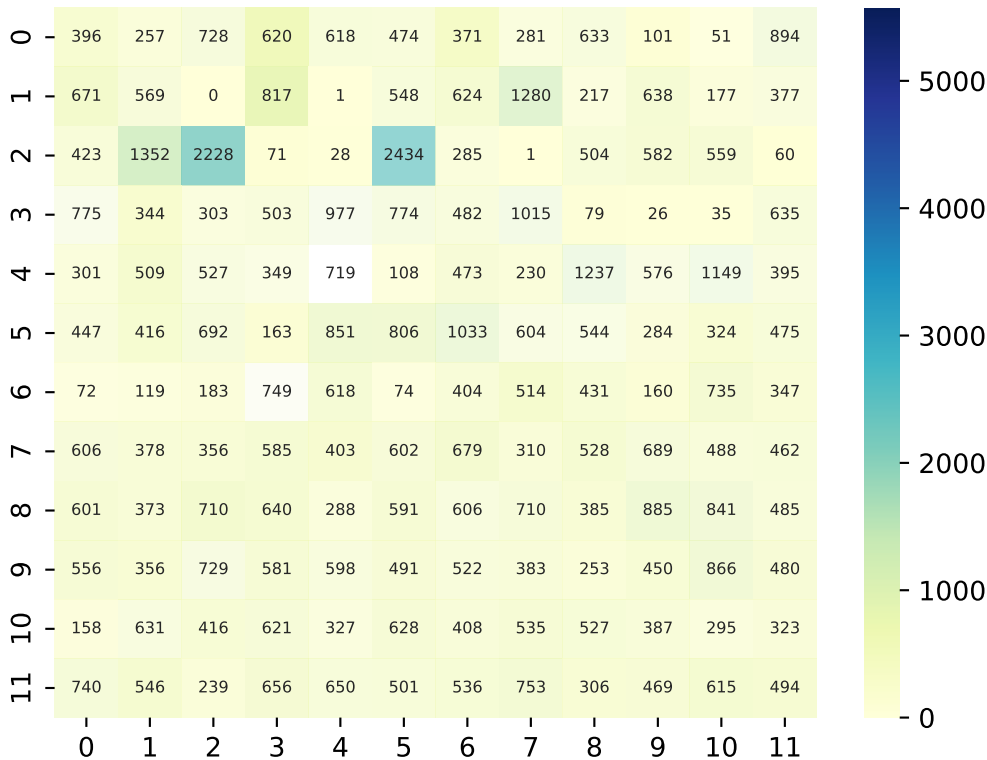 0 396 257 728 620 618 474 371 281 633 101 51 894
1 671 569 0 817 1 548 624 1280 217 638 177 377
2 423 1352 2228 71 28 2434 285 1 504 582 559 60
3 775 344 303 503 977 774 482 1015 79 26 35 635
4 301 509 527 349 719 108 473 230 1237 576 1149 395
5 447 416 692 163 851 806 1033 604 544 284 324 475
6 72 119 183 749 618 74 404 514 431 160 735 347
7 606 378 356 585 403 602 679 310 528 689 488 462
8 601 373 710 640 288 591 606 710 385 885 841 485
9 556 356 729 581 598 491 522 383 253 450 866 480
10 158 631 416 621 327 628 408 535 527 387 295 323
11 740 546 239 656 650 501 536 753 306 469 615 494
0 1 2 3 4 5 6 7 8 9 10 11
5000
4000
3000
2000
1000
0